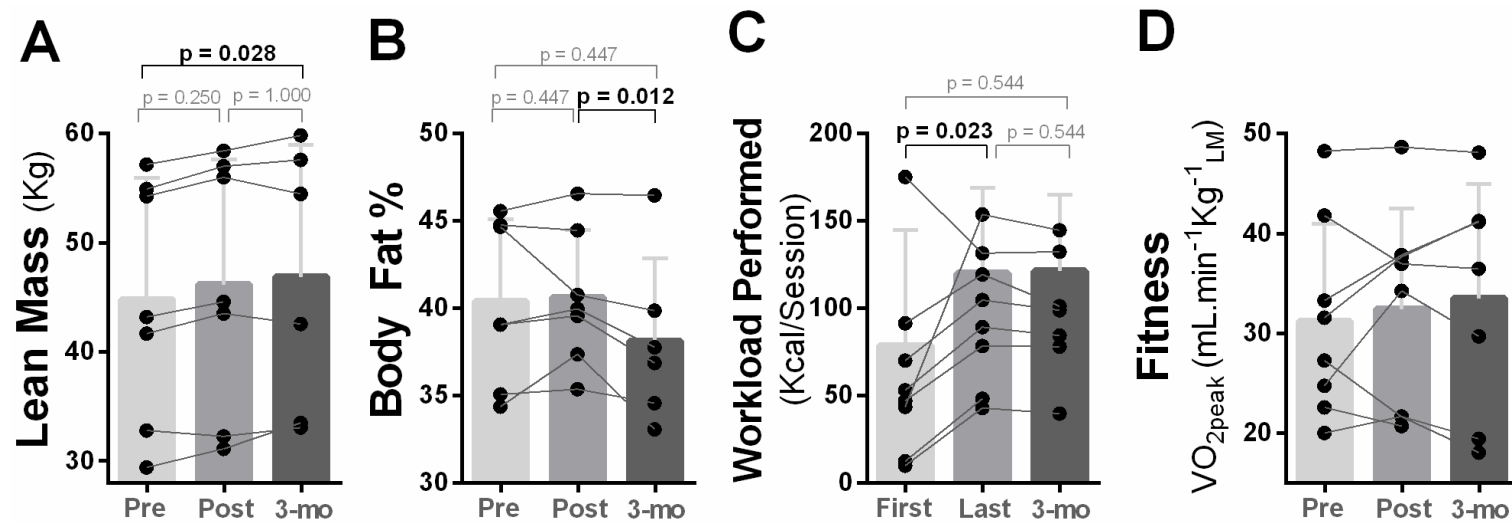 A
p = 0.028
p = 0.250
p = 1.000
Lean Mass (Kg)
60
50
40
30
Pre
Post
3-mo
B
p = 0.447
p = 0.447
p = 0.012
Body Fat %
50
45
40
35
30
Pre
Post
3-mo
C
p = 0.544
p = 0.023
p = 0.544
Workload Performed
(Kcal/Session)
200
150
100
50
0
First
Last
3-mo
D
Fitness
VO2peak (mL.min-1Kg-1LM)
50
40
30
20
Pre
Post
3-mo